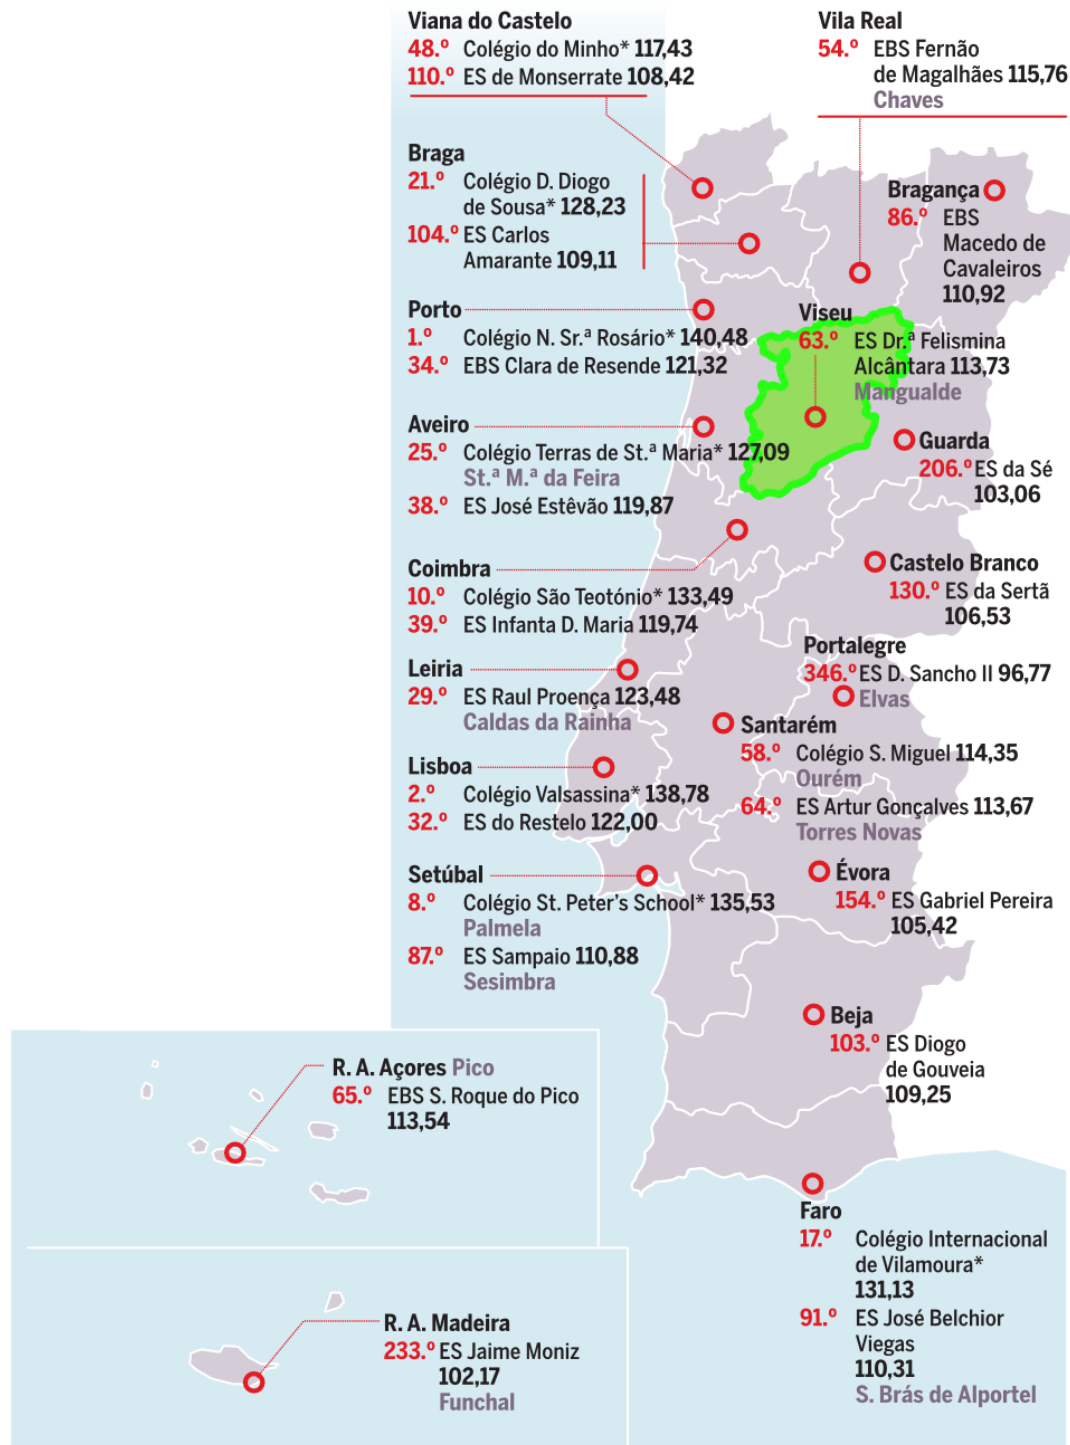 Viana do Castelo
48.º Colégio do Minho* 117,43
110.º ES de Monserrate 108,42
Vila Real
54.º EBS Fernão
de Magalhães 115,76
Chaves
Braga
21.º Colégio D. Diogo
de Sousa* 128,23
104.º ES Carlos
Amarante 109,11
Bragança
86.º EBS
Macedo de
Cavaleiros
110,92
Porto
1.º Colégio N. Sr.ª Rosário* 140,48
34.º EBS Clara de Resende 121,32
Viseu
63.º ES Dr.ª Felismina
Alcântara 113,73
Mangualde
Aveiro
25.º Colégio Terras de St.ª Maria* 127,09
St.ª M.ª da Feira
38.º ES José Estêvão 119,87
Guarda
206.º ES da Sé
103,06
Coimbra
10.º Colégio São Teotónio* 133,49
39.º ES Infanta D. Maria 119,74
Castelo Branco
130.º ES da Sertã
106,53
Leiria
29.º ES Raul Proença 123,48
Caldas da Rainha
Portalegre
346.º ES D. Sancho II 96,77
Elvas
Santarém
58.º Colégio S. Miguel 114,35
Ourém
64.º ES Artur Gonçalves 113,67
Torres Novas
Lisboa
2.º Colégio Valsassina* 138,78
32.º ES do Restelo 122,00
Setúbal
8.º Colégio St. Peter's School* 135,53
Palmela
87.º ES Sampaio 110,88
Sesimbra
Évora
154.º ES Gabriel Pereira
105,42
Beja
103.º ES Diogo
de Gouveia
109,25
R. A. Açores Pico
65.º EBS S. Roque do Pico
113,54
Faro
17.º Colégio Internacional
de Vilamoura*
131,13
91.º ES José Belchior
Viegas
110,31
S. Brás de Alportel
R. A. Madeira
233.º ES Jaime Moniz
102,17
Funchal